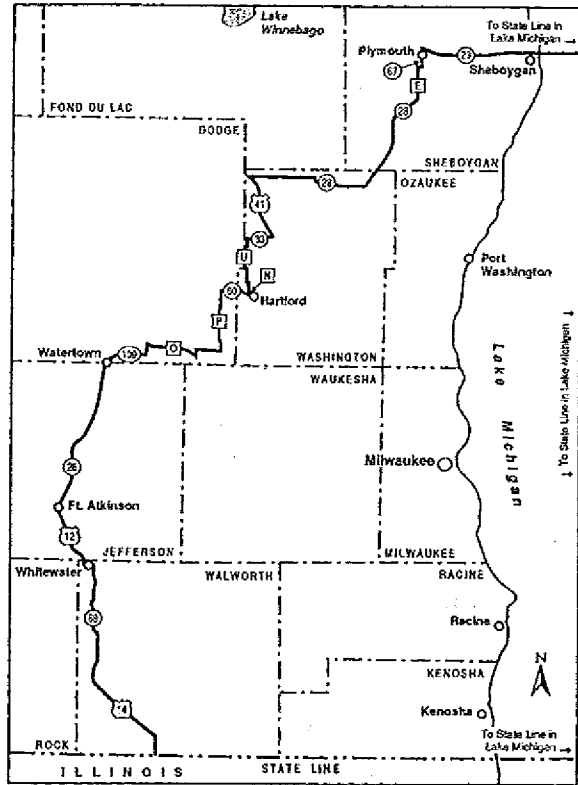 To State Line in
Lake Michigan →
Lake
Winnebago
Plymouth
23
Sheboygan
67
E
28
FOND DU LAC
DODGE
SHEBOYGAN
OZAUKEE
28
41
33
U
N
Port
Washington
60
Hartford
P
Watertown
109
O
WASHINGTON
WAUKESHA
Lake Michigan
To State Line in Lake Michigan →
Milwaukee
26
Ft. Atkinson
12
JEFFERSON
MILWAUKEE
Whitewater
WALWORTH
RACINE
Racine
KENOSHA
N
14
Kenosha
To State Line in
Lake Michigan →
ROCK
ILLINOIS
STATE LINE